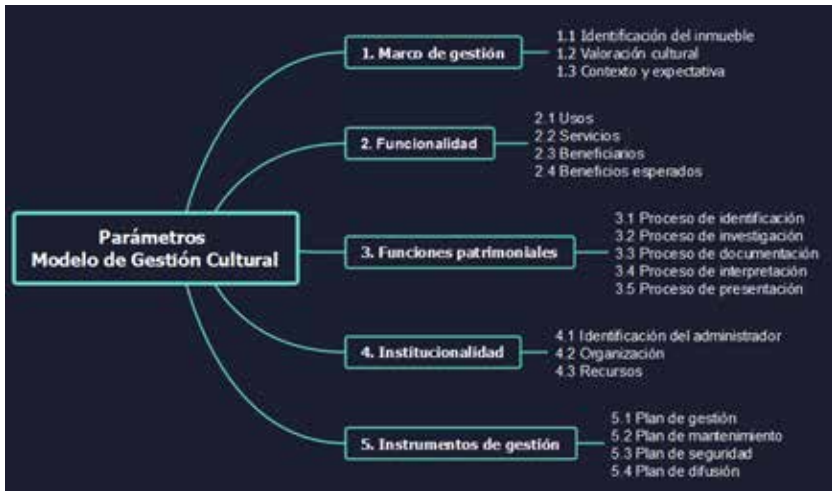 Parámetros
Modelo de Gestión Cultural
1. Marco de gestión
1.1 Identificación del inmueble
1.2 Valoración cultural
1.3 Contexto y expectativa
2. Funcionalidad
2.1 Usos
2.2 Servicios
2.3 Beneficiarios
2.4 Beneficios esperados
3. Funciones patrimoniales
3.1 Proceso de identificación
3.2 Proceso de investigación
3.3 Proceso de documentación
3.4 Proceso de interpretación
3.5 Proceso de presentación
4. Institucionalidad
4.1 Identificación del administrador
4.2 Organización
4.3 Recursos
5. Instrumentos de gestión
5.1 Plan de gestión
5.2 Plan de mantenimiento
5.3 Plan de seguridad
5.4 Plan de difusión